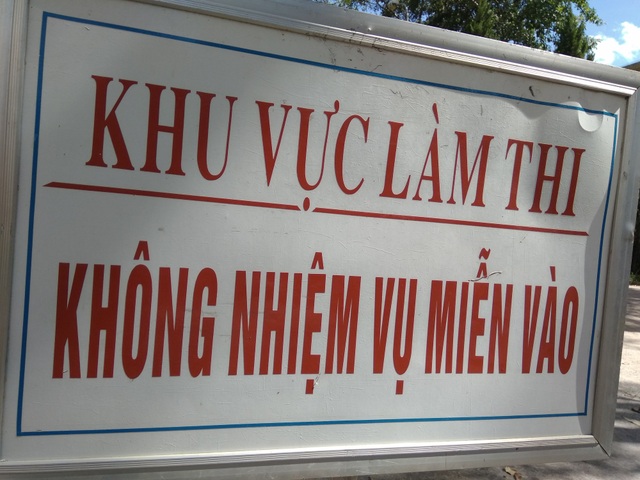 KHU VỰC LÀM THI
KHÔNG NHIỆM VỤ MIỄN VÀO